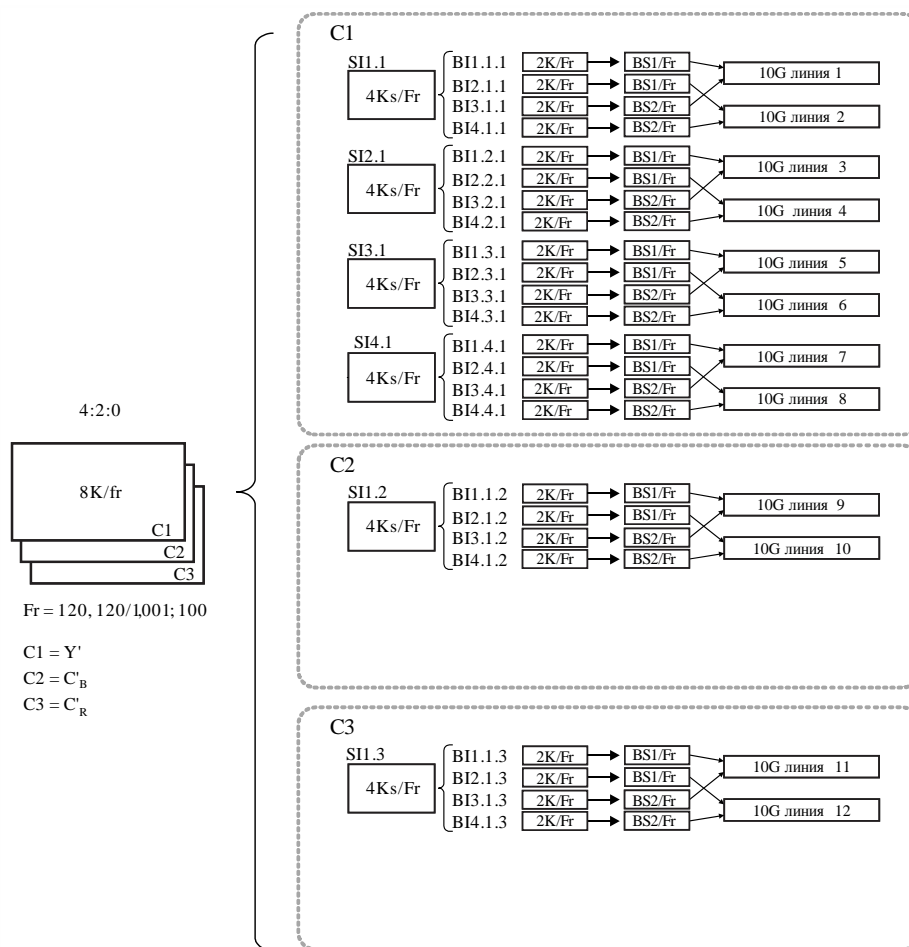 4:2:0
8K/fr
C1
C2
C3
Fr = 120, 120/1,001; 100
C1 = Y'
C2 = C'B
C3 = C'R
C1
SI1.1
4Ks/Fr
BI1.1.1 2K/Fr BS1/Fr
BI2.1.1 2K/Fr BS1/Fr
BI3.1.1 2K/Fr BS2/Fr
BI4.1.1 2K/Fr BS2/Fr
10G линия 1
10G линия 2
SI2.1
4Ks/Fr
BI1.2.1 2K/Fr BS1/Fr
BI2.2.1 2K/Fr BS1/Fr
BI3.2.1 2K/Fr BS2/Fr
BI4.2.1 2K/Fr BS2/Fr
10G линия 3
10G линия 4
SI3.1
4Ks/Fr
BI1.3.1 2K/Fr BS1/Fr
BI2.3.1 2K/Fr BS1/Fr
BI3.3.1 2K/Fr BS2/Fr
BI4.3.1 2K/Fr BS2/Fr
10G линия 5
10G линия 6
SI4.1
4Ks/Fr
BI1.4.1 2K/Fr BS1/Fr
BI2.4.1 2K/Fr BS1/Fr
BI3.4.1 2K/Fr BS2/Fr
BI4.4.1 2K/Fr BS2/Fr
10G линия 7
10G линия 8
C2
SI1.2
4Ks/Fr
BI1.1.2 2K/Fr BS1/Fr
BI2.1.2 2K/Fr BS1/Fr
BI3.1.2 2K/Fr BS2/Fr
BI4.1.2 2K/Fr BS2/Fr
10G линия 9
10G линия 10
C3
SI1.3
4Ks/Fr
BI1.1.3 2K/Fr BS1/Fr
BI2.1.3 2K/Fr BS1/Fr
BI3.1.3 2K/Fr BS2/Fr
BI4.1.3 2K/Fr BS2/Fr
10G линия 11
10G линия 12